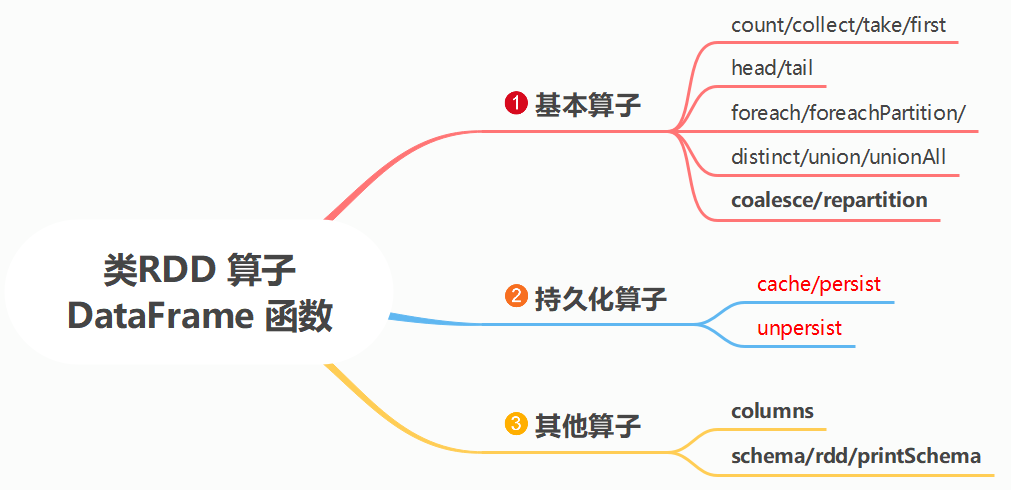 类RDD 算子
DataFrame 函数
1 基本算子
count/collect/take/first
head/tail
foreach/foreachPartition/
distinct/union/unionAll
coalesce/repartition
2 持久化算子
cache/persist
unpersist
3 其他算子
columns
schema/rdd/printSchema